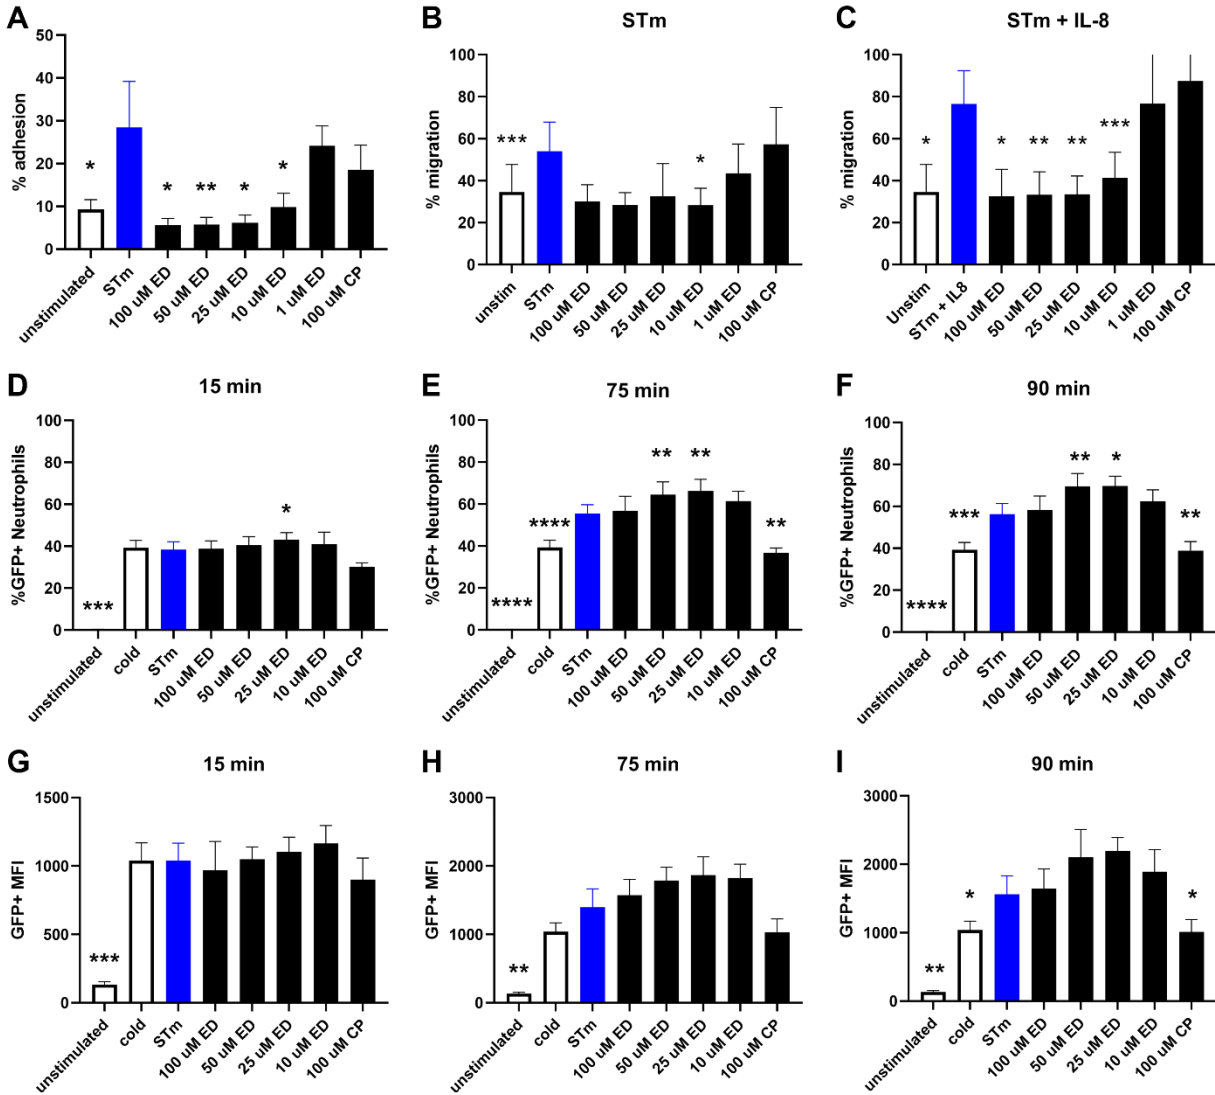 A
50
40
30
20
10
0
% adhesion
*
*
**
*
*
unstimulated
STm
100 uM ED
50 uM ED
25 uM ED
10 uM ED
1 uM ED
100 uM CP
B
STm
100
80
60
40
20
0
% migration
***
*
unstim
STm
100 uM ED
50 uM ED
25 uM ED
10 uM ED
1 uM ED
100 uM CP
C
STm + IL-8
100
80
60
40
20
0
% migration
*
*
**
**
***
Unstim
STm + IL8
100 uM ED
50 uM ED
25 uM ED
10 uM ED
1 uM ED
100 uM CP
D
15 min
100
80
60
40
20
0
%GFP+ Neutrophils
***
*
unstimulated
cold
STm
100 uM ED
50 uM ED
25 uM ED
10 uM ED
100 uM CP
E
75 min
100
80
60
40
20
0
%GFP+ Neutrophils
****
****
**
**
**
unstimulated
cold
STm
100 uM ED
50 uM ED
25 uM ED
10 uM ED
100 uM CP
F
90 min
100
80
60
40
20
0
%GFP+ Neutrophils
****
***
**
*
**
unstimulated
cold
STm
100 uM ED
50 uM ED
25 uM ED
10 uM ED
100 uM CP
G
15 min
1500
1000
500
0
GFP+ MFI
***
unstimulated
cold
STm
100 uM ED
50 uM ED
25 uM ED
10 uM ED
100 uM CP
H
75 min
3000
2000
1000
0
GFP+ MFI
**
unstimulated
cold
STm
100 uM ED
50 uM ED
25 uM ED
10 uM ED
100 uM CP
I
90 min
3000
2000
1000
0
GFP+ MFI
**
*
*
unstimulated
cold
STm
100 uM ED
50 uM ED
25 uM ED
10 uM ED
100 uM CP